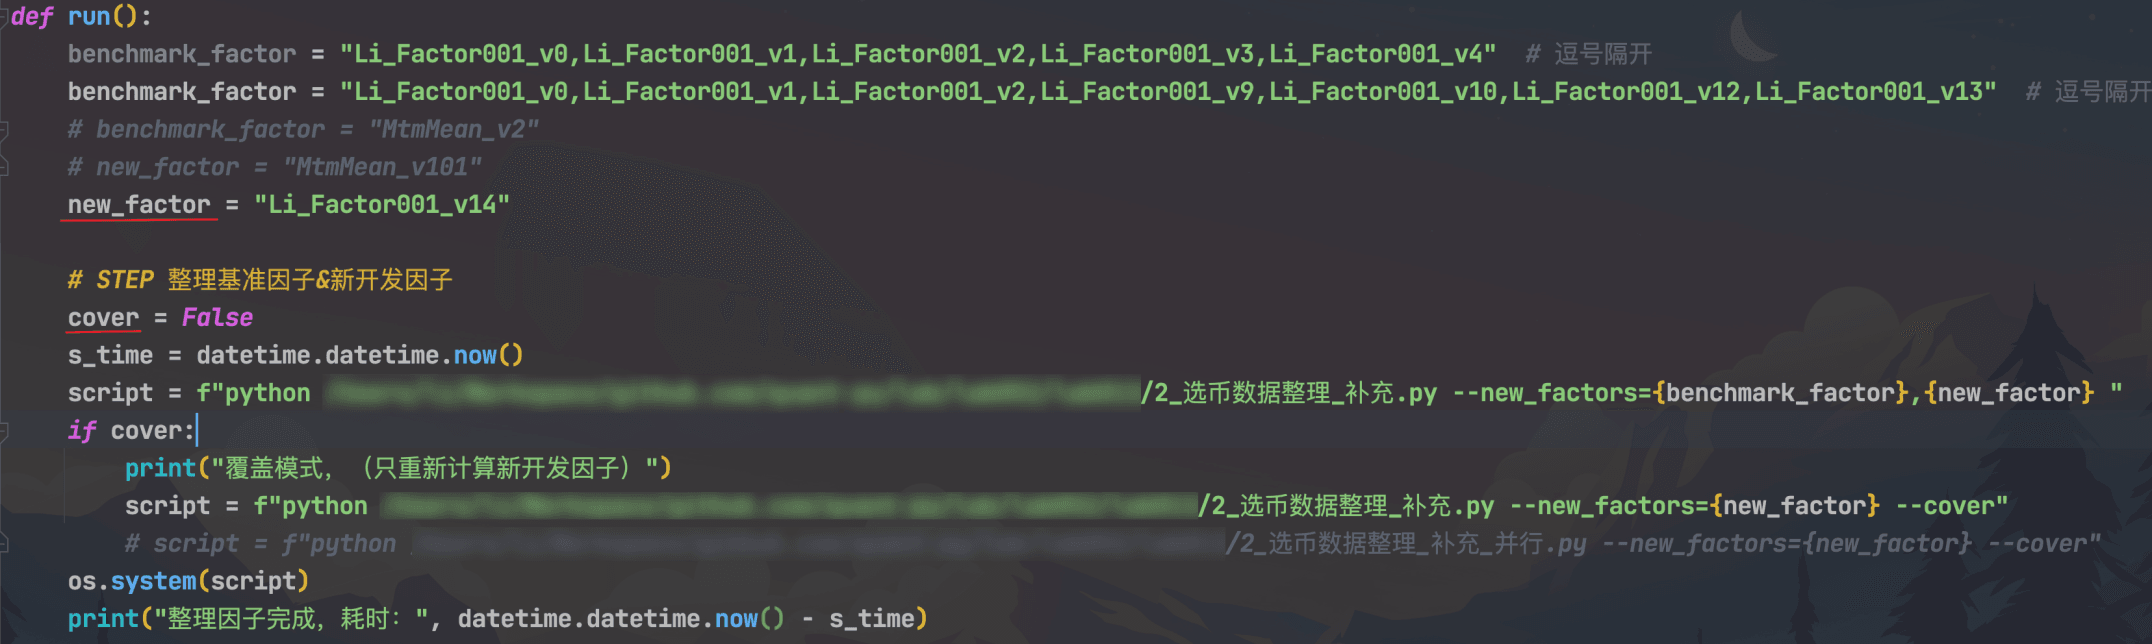 def run():
benchmark_factor = "Li_Factor001_v0,Li_Factor001_v1,Li_Factor001_v2,Li_Factor001_v3,Li_Factor001_v4"  # 逗号隔开
benchmark_factor = "Li_Factor001_v0,Li_Factor001_v1,Li_Factor001_v2,Li_Factor001_v9,Li_Factor001_v10,Li_Factor001_v12,Li_Factor001_v13"  # 逗号隔开
# benchmark_factor = "MtmMean_v2"
# new_factor = "MtmMean_v101"
new_factor = "Li_Factor001_v14"
# STEP 整理基准因子&新开发因子
cover = False
s_time = datetime.datetime.now()
script = f"python /2_选币数据整理_补充.py --new_factors={benchmark_factor},{new_factor} "
if cover:
print("覆盖模式，（只重新计算新开发因子）")
script = f"python /2_选币数据整理_补充.py --new_factors={new_factor} --cover"
# script = f"python /2_选币数据整理_补充_并行.py --new_factors={new_factor} --cover"
os.system(script)
print("整理因子完成，耗时：", datetime.datetime.now() - s_time)